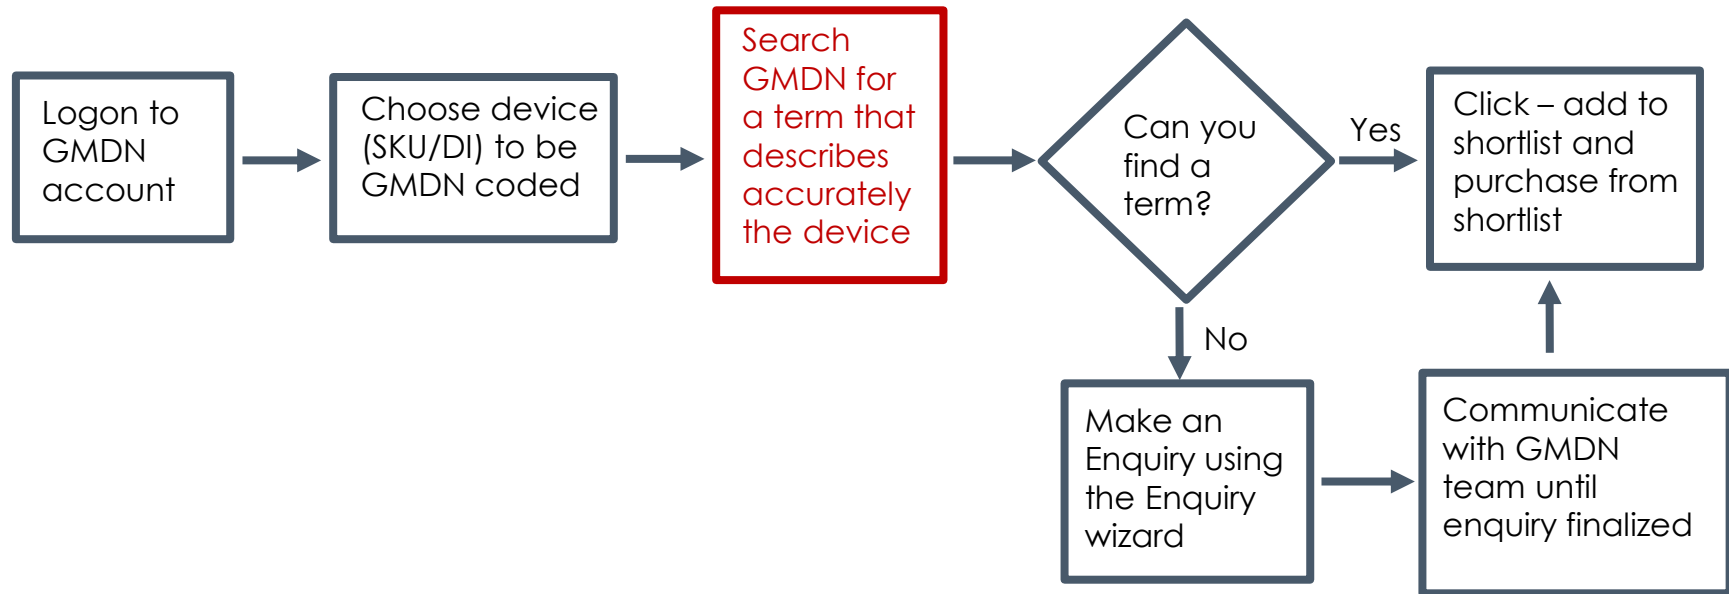 Logon to
GMDN
account
Choose device
(SKU/DI) to be
GMDN coded
Search
GMDN for
a term that
describes
accurately
the device
Can you
find a
term?
Yes
Click – add to
shortlist and
purchase from
shortlist
No
Make an
Enquiry using
the Enquiry
wizard
Communicate
with GMDN
team until
enquiry finalized